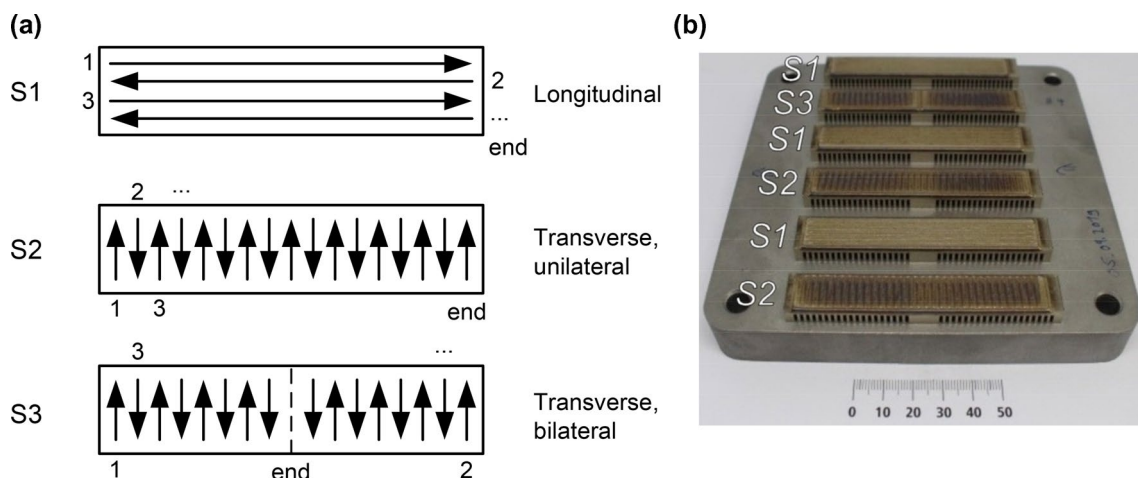 (a)
1
S1
3
2
...
end
Longitudinal
2 ...
S2
1 3 end
Transverse,
unilateral
3 ...
S3
1 end 2
Transverse,
bilateral
(b)
S1
S3
S1
S2
S1
S2
0 10 20 30 40 50